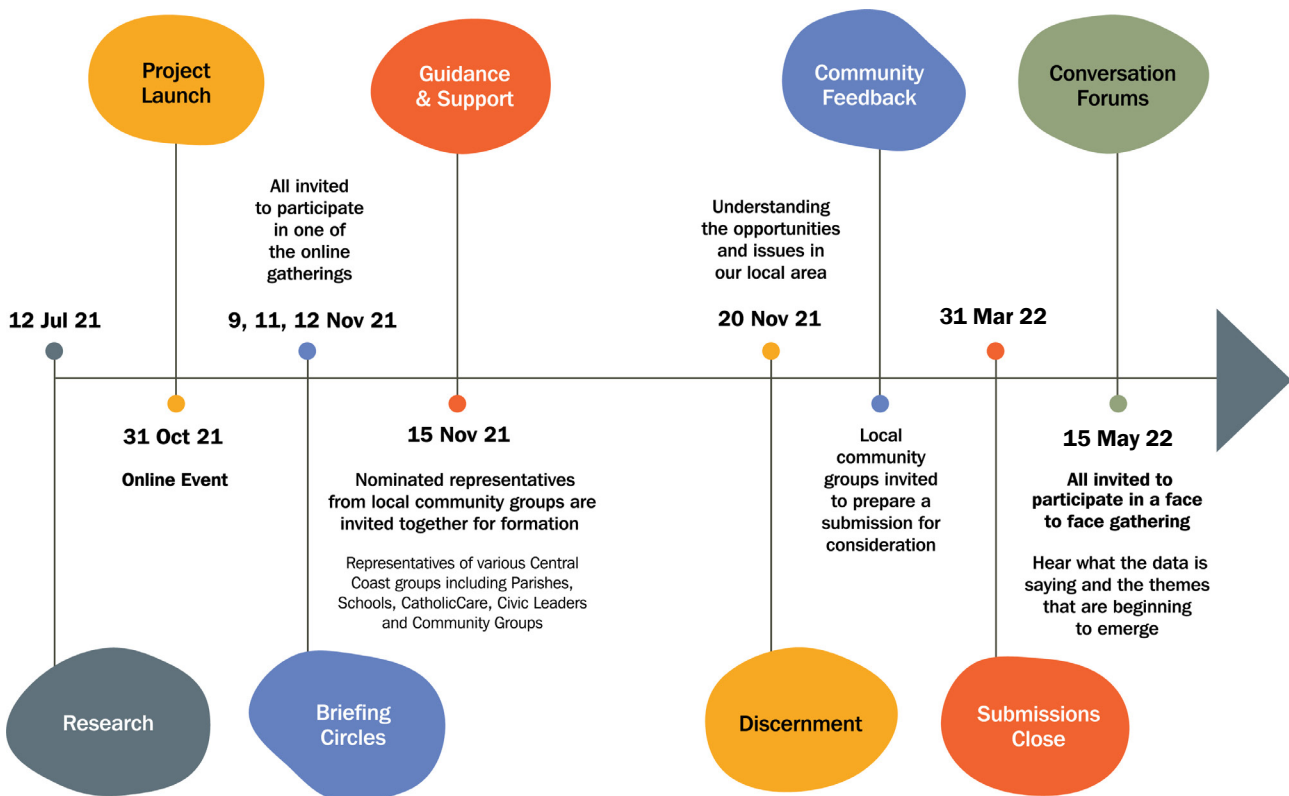 Project
Launch
Guidance
& Support
Community
Feedback
Conversation
Forums
All invited
to participate
in one of
the online
gatherings
Understanding
the opportunities
and issues in
our local area
12 Jul 21
9, 11, 12 Nov 21
20 Nov 21
31 Mar 22
31 Oct 21
Online Event
15 Nov 21
Nominated representatives
from local community groups are
invited together for formation
Representatives of various Central
Coast groups including Parishes,
Schools, CatholicCare, Civic Leaders
and Community Groups
Local
community
groups invited
to prepare a
submission for
consideration
15 May 22
All invited to
participate in a face
to face gathering
Hear what the data is
saying and the themes
that are beginning
to emerge
Research
Briefing
Circles
Discernment
Submissions
Close